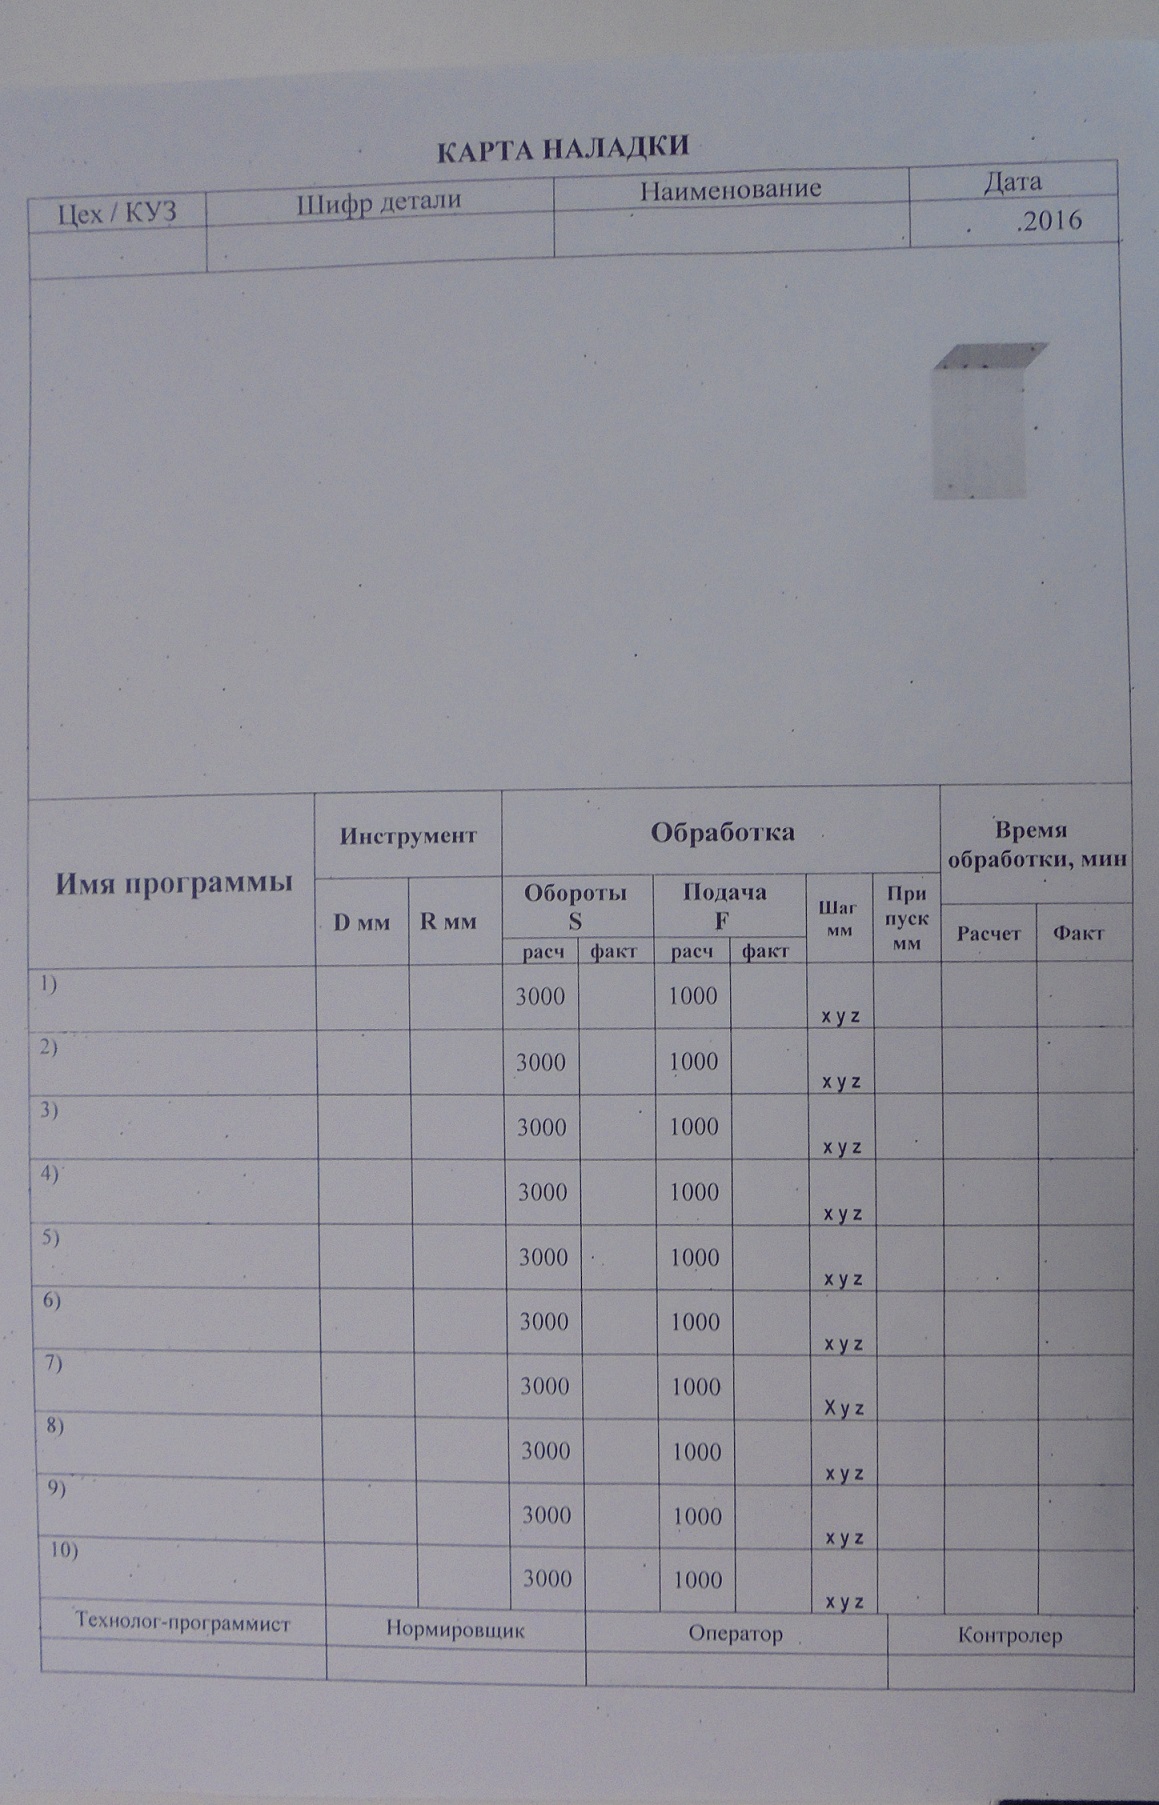 КАРТА НАЛАДКИ
Цех / КУЗ Шифр детали Наименование Дата
. .2016
Имя программы Инструмент Обработка Время обработки, мин
D мм R мм Обороты S Подача F Шаг мм При пуск мм Расчет Факт
расч факт расч факт
1) 3000 1000 x y z
2) 3000 1000 x y z
3) 3000 1000 x y z
4) 3000 1000 x y z
5) 3000 1000 x y z
6) 3000 1000 x y z
7) 3000 1000 X y z
8) 3000 1000 x y z
9) 3000 1000 x y z
10) 3000 1000 x y z
Технолог-программист Нормировщик Оператор Контролер